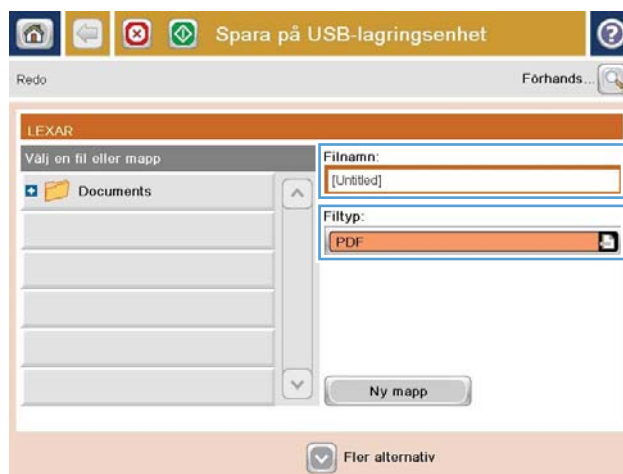 Spara på USB-lagringsenhet
Redo
Förhands...
LEXAR
Välj en fil eller mapp
Documents
Filnamn:
[Untitled]
Filtyp:
PDF
Ny mapp
Fler alternativ